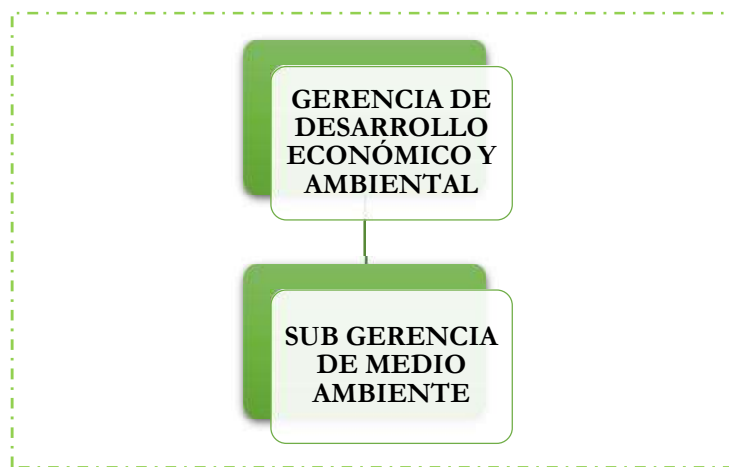 GERENCIA DE
DESARROLLO
ECONÓMICO Y
AMBIENTAL
SUB GERENCIA
DE MEDIO
AMBIENTE